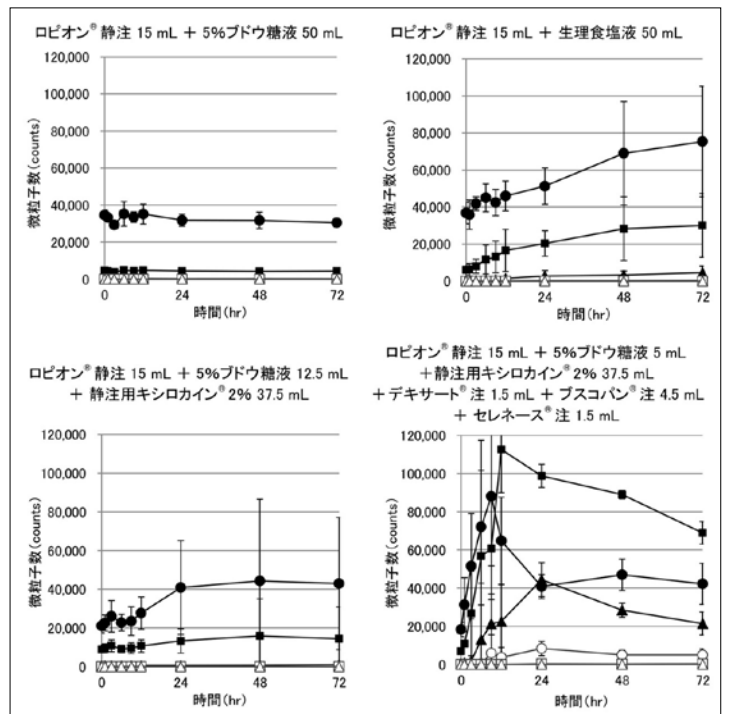 ロピオン® 静注 15 mL + 5%ブドウ糖液 50 mL
120,000
100,000
80,000
60,000
40,000
20,000
0
微粒子数(counts)
0 24 48 72
時間(hr)
ロピオン® 静注 15 mL + 生理食塩液 50 mL
120,000
100,000
80,000
60,000
40,000
20,000
0
微粒子数(counts)
0 24 48 72
時間(hr)
ロピオン® 静注 15 mL + 5%ブドウ糖液 12.5 mL
+ 静注用キシロカイン® 2% 37.5 mL
120,000
100,000
80,000
60,000
40,000
20,000
0
微粒子数(counts)
0 24 48 72
時間(hr)
ロピオン® 静注 15 mL + 5%ブドウ糖液 5 mL
+静注用キシロカイン® 2% 37.5 mL
+ デキサート® 注 1.5 mL + ブスコパン® 注 4.5 mL
+ セレネース® 注 1.5 mL
120,000
100,000
80,000
60,000
40,000
20,000
0
微粒子数(counts)
0 24 48 72
時間(hr)